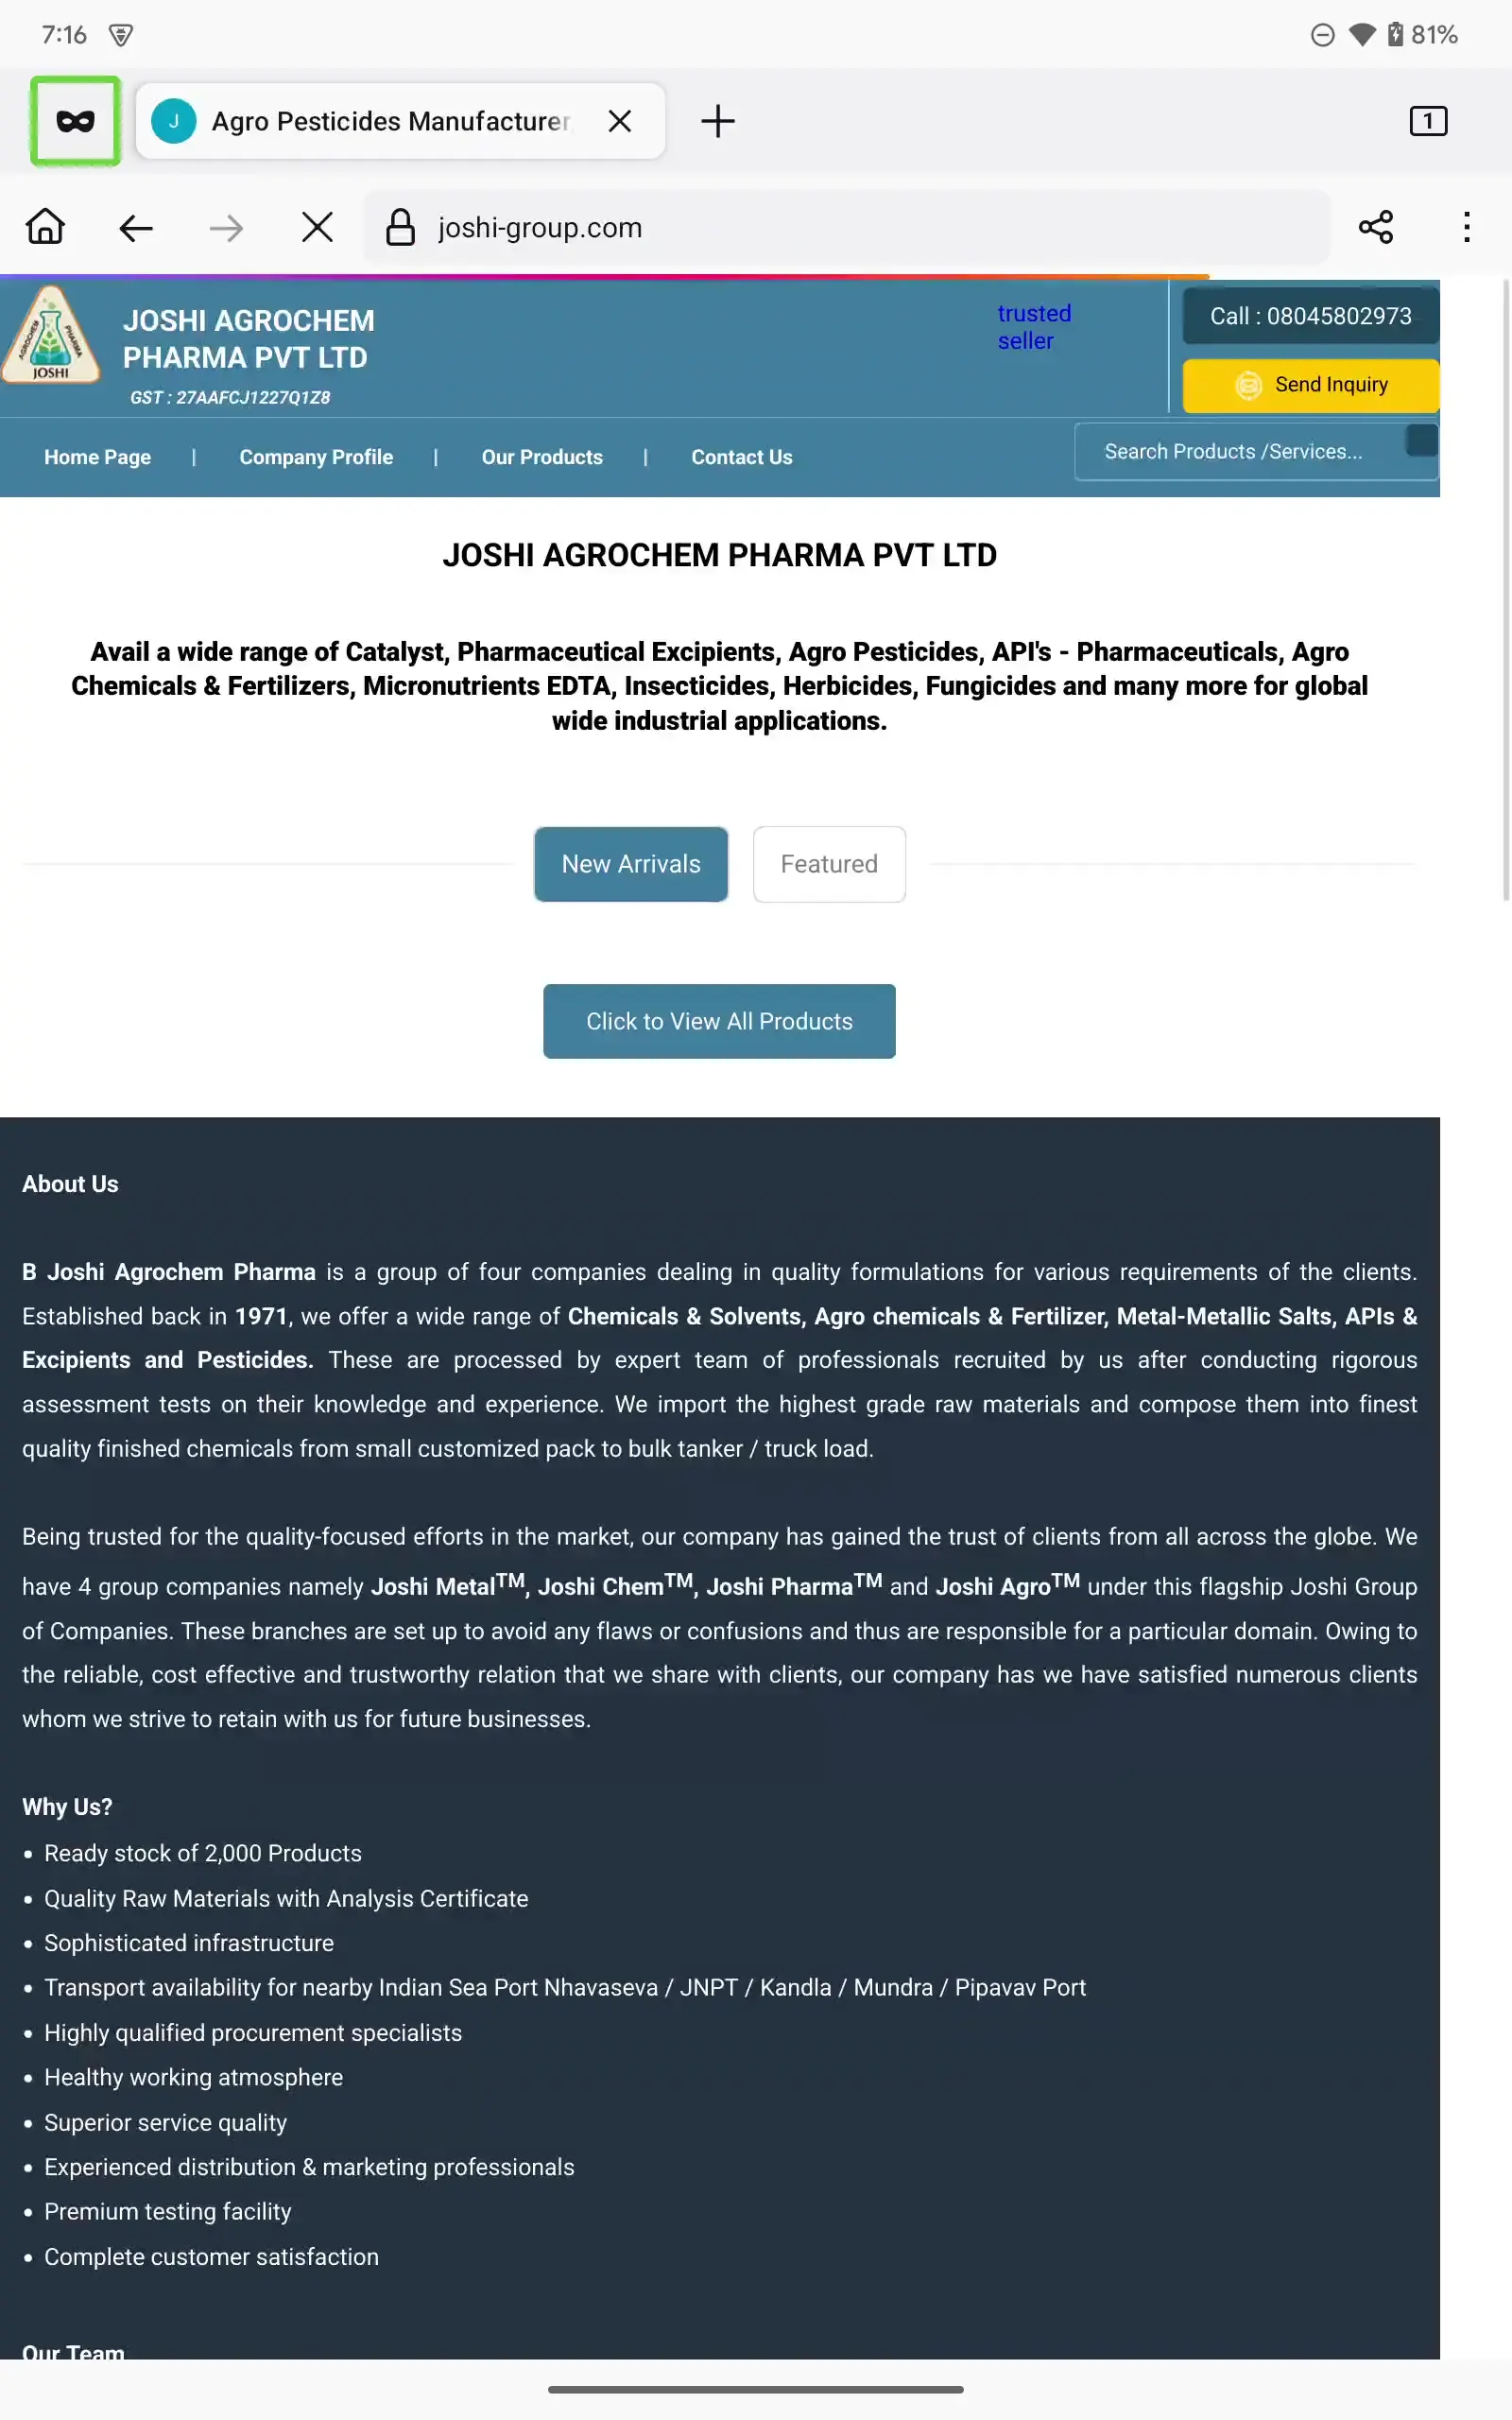 7:16
81%
J Agro Pesticides Manufacturer
1
joshi-group.com
AGROCHEM PHARMA
JOSHI
JOSHI AGROCHEM
PHARMA PVT LTD
GST : 27AAFCJ1227Q1Z8
trusted
seller
Call : 08045802973
Send Inquiry
Home Page | Company Profile | Our Products | Contact Us
Search Products /Services...
JOSHI AGROCHEM PHARMA PVT LTD
Avail a wide range of Catalyst, Pharmaceutical Excipients, Agro Pesticides, API's - Pharmaceuticals, Agro
Chemicals & Fertilizers, Micronutrients EDTA, Insecticides, Herbicides, Fungicides and many more for global
wide industrial applications.
New Arrivals
Featured
Click to View All Products
About Us
B Joshi Agrochem Pharma is a group of four companies dealing in quality formulations for various requirements of the clients.
Established back in 1971, we offer a wide range of Chemicals & Solvents, Agro chemicals & Fertilizer, Metal-Metallic Salts, APIs &
Excipients and Pesticides. These are processed by expert team of professionals recruited by us after conducting rigorous
assessment tests on their knowledge and experience. We import the highest grade raw materials and compose them into finest
quality finished chemicals from small customized pack to bulk tanker / truck load.
Being trusted for the quality-focused efforts in the market, our company has gained the trust of clients from all across the globe. We
have 4 group companies namely Joshi Metal™, Joshi Chem™, Joshi Pharma™ and Joshi Agro™ under this flagship Joshi Group
of Companies. These branches are set up to avoid any flaws or confusions and thus are responsible for a particular domain. Owing to
the reliable, cost effective and trustworthy relation that we share with clients, our company has we have satisfied numerous clients
whom we strive to retain with us for future businesses.
Why Us?
• Ready stock of 2,000 Products
• Quality Raw Materials with Analysis Certificate
• Sophisticated infrastructure
• Transport availability for nearby Indian Sea Port Nhavaseva / JNPT / Kandla / Mundra / Pipavav Port
• Highly qualified procurement specialists
• Healthy working atmosphere
• Superior service quality
• Experienced distribution & marketing professionals
• Premium testing facility
• Complete customer satisfaction
Our Team